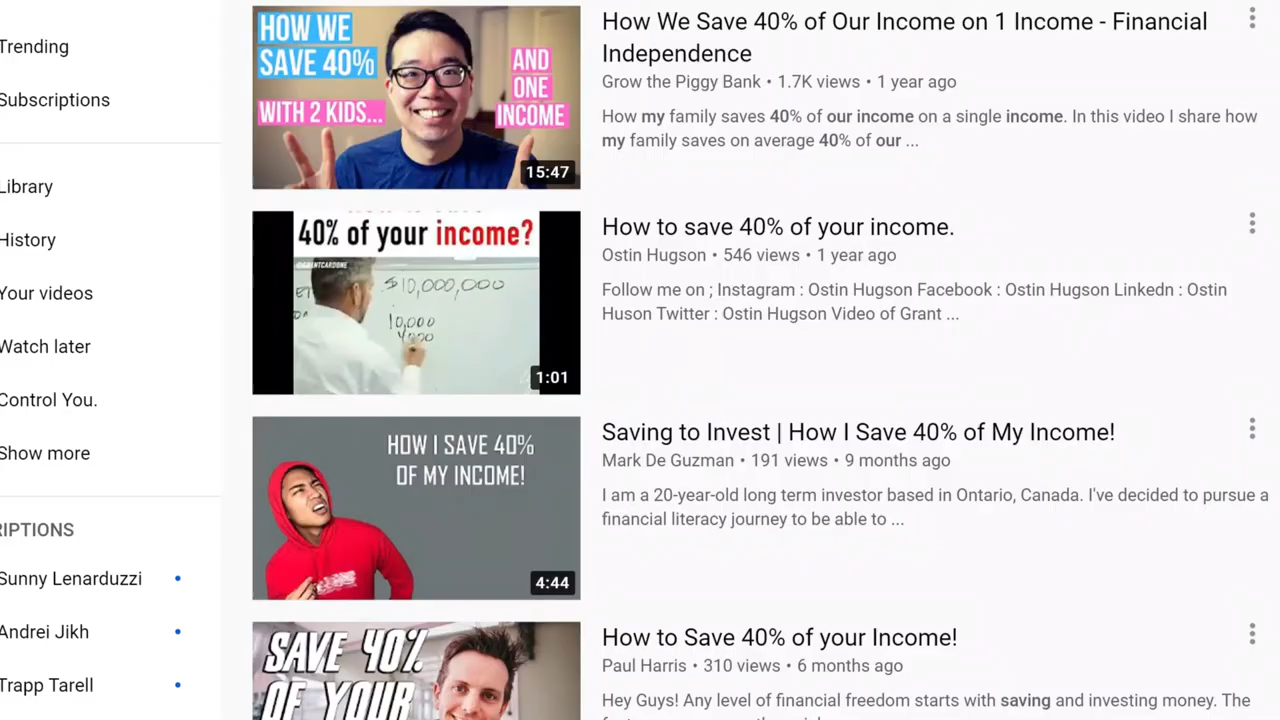 Trending
Subscriptions
Library
History
Your videos
Watch later
Control You.
Show more
RIPTIONS
Sunny Lenarduzzi
Andrei Jikh
Trapp Tarell
HOW WE
SAVE 40%
WITH 2 KIDS...
AND
ONE
INCOME
15:47
How We Save 40% of Our Income on 1 Income - Financial
Independence
Grow the Piggy Bank • 1.7K views • 1 year ago
How my family saves 40% of our income on a single income. In this video I share how
my family saves on average 40% of our ...
40% of your income?
@GRANTCARDONE
$10,000,000
10,000
4000
1:01
How to save 40% of your income.
Ostin Hugson • 546 views • 1 year ago
Follow me on ; Instagram : Ostin Hugson Facebook : Ostin Hugson Linkedn : Ostin
Huson Twitter : Ostin Hugson Video of Grant ...
HOW I SAVE 40%
OF MY INCOME!
4:44
Saving to Invest | How I Save 40% of My Income!
Mark De Guzman • 191 views • 9 months ago
I am a 20-year-old long term investor based in Ontario, Canada. I've decided to pursue a
financial literacy journey to be able to ...
SAVE 40%
OF YOUR
How to Save 40% of your Income!
Paul Harris • 310 views • 6 months ago
Hey Guys! Any level of financial freedom starts with saving and investing money. The